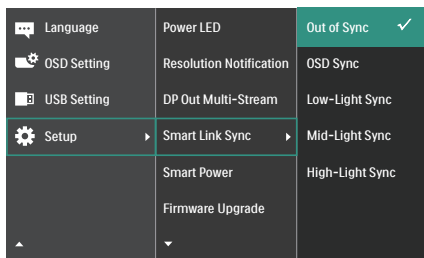 Language
OSD Setting
USB Setting
Setup
Power LED
Resolution Notification
DP Out Multi-Stream
Smart Link Sync
Smart Power
Firmware Upgrade
Out of Sync
OSD Sync
Low-Light Sync
Mid-Light Sync
High-Light Sync